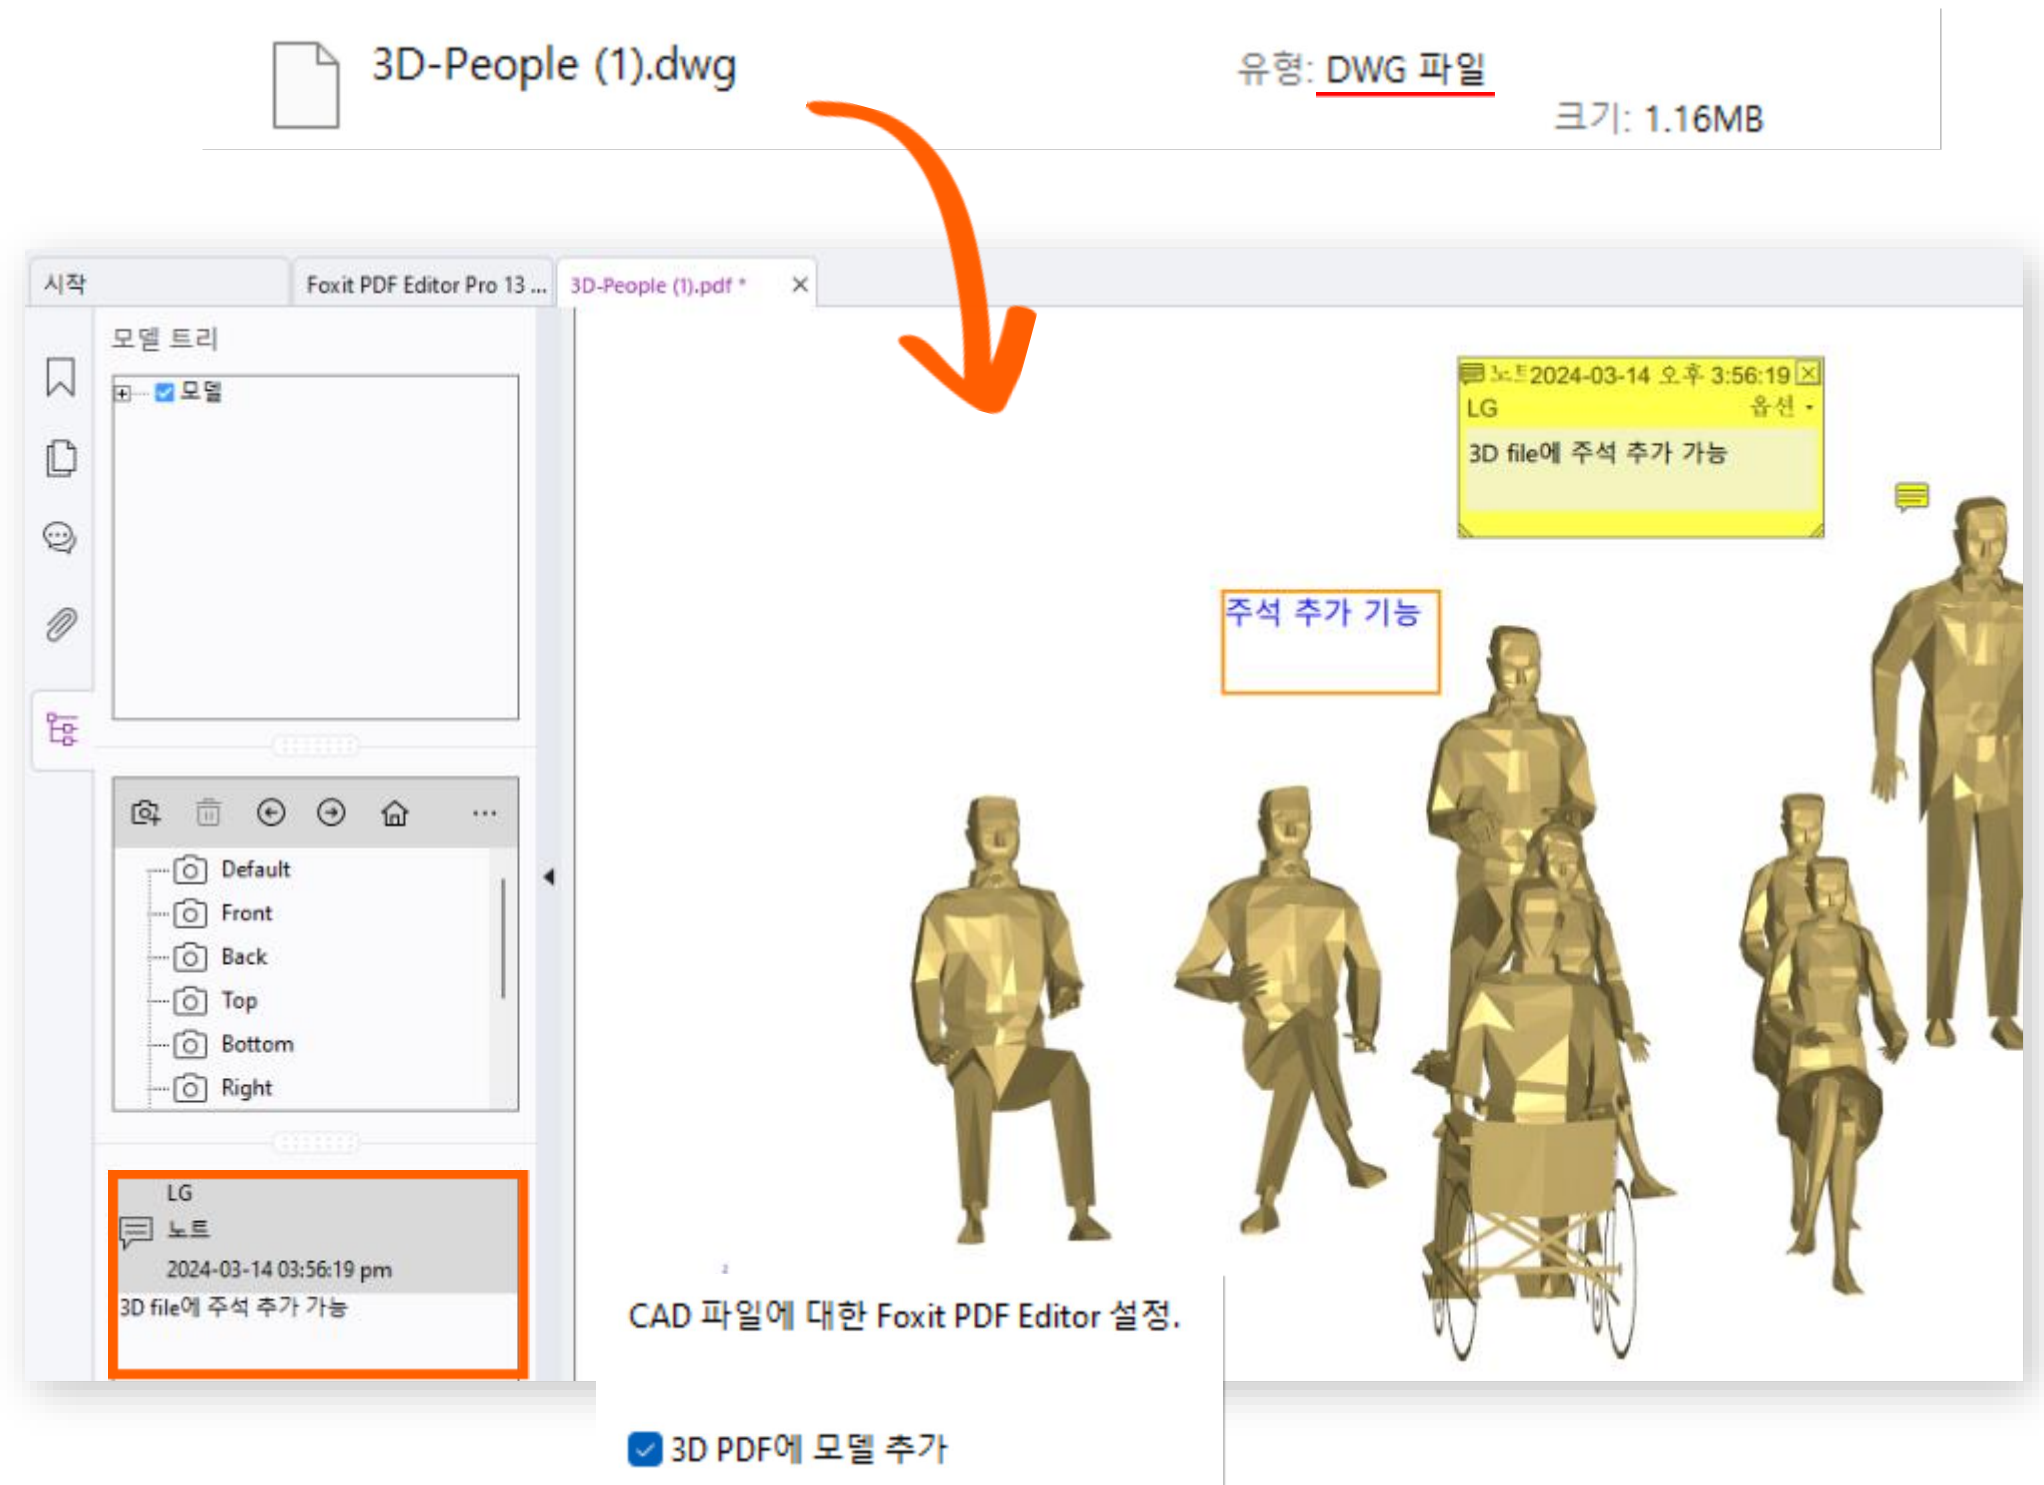 3D-People (1).dwg
유형: DWG 파일
크기: 1.16MB
시작
Foxit PDF Editor Pro 13 ...
3D-People (1).pdf *
모델 트리
모델
Default
Front
Back
Top
Bottom
Right
LG
노트
2024-03-14 03:56:19 pm
3D file에 주석 추가 가능
노트2024-03-14 오후 3:56:19
LG
옵션
3D file에 주석 추가 가능
주석 추가 기능
2
CAD 파일에 대한 Foxit PDF Editor 설정.
3D PDF에 모델 추가